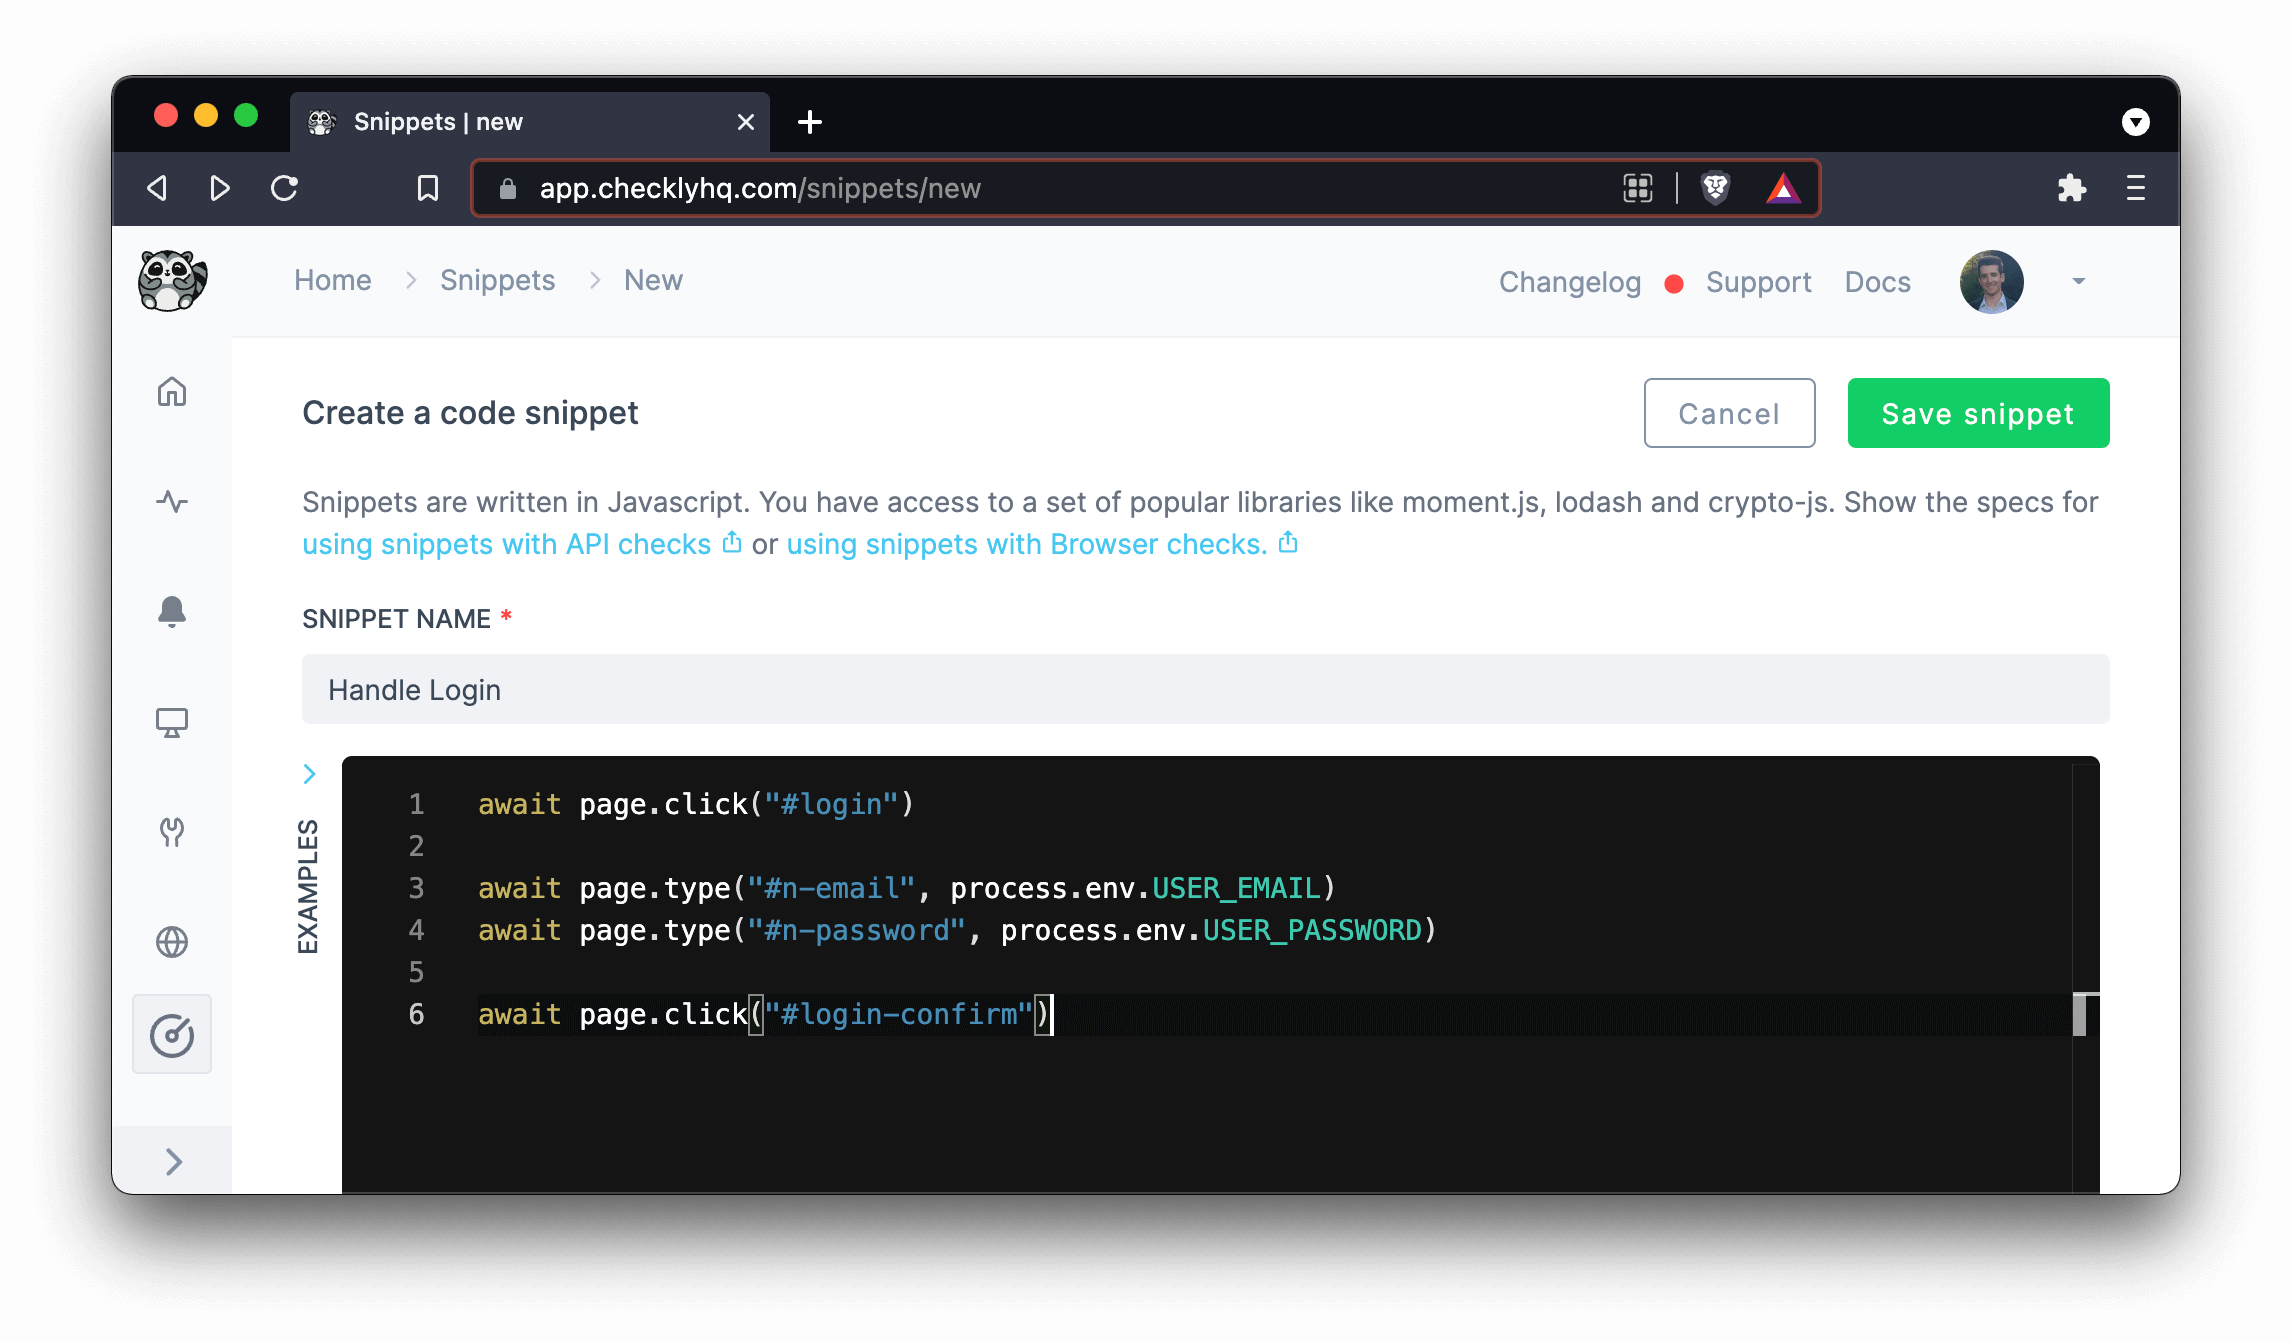 Snippets | new
app.checklyhq.com/snippets/new
Home > Snippets > New
Changelog Support Docs
Create a code snippet
Cancel
Save snippet
Snippets are written in Javascript. You have access to a set of popular libraries like moment.js, lodash and crypto-js. Show the specs for
using snippets with API checks or using snippets with Browser checks.
SNIPPET NAME *
Handle Login
EXAMPLES
1 await page.click("#login")
2
3 await page.type("#n-email", process.env.USER_EMAIL)
4 await page.type("#n-password", process.env.USER_PASSWORD)
5
6 await page.click("#login-confirm")